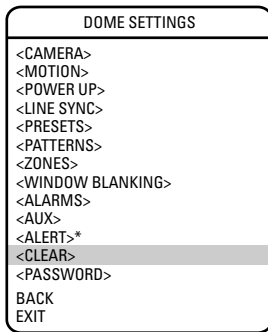 DOME SETTINGS
<CAMERA>
<MOTION>
<POWER UP>
<LINE SYNC>
<PRESETS>
<PATTERNS>
<ZONES>
<WINDOW BLANKING>
<ALARMS>
<AUX>
<ALERT>*
<CLEAR>
<PASSWORD>
BACK
EXIT